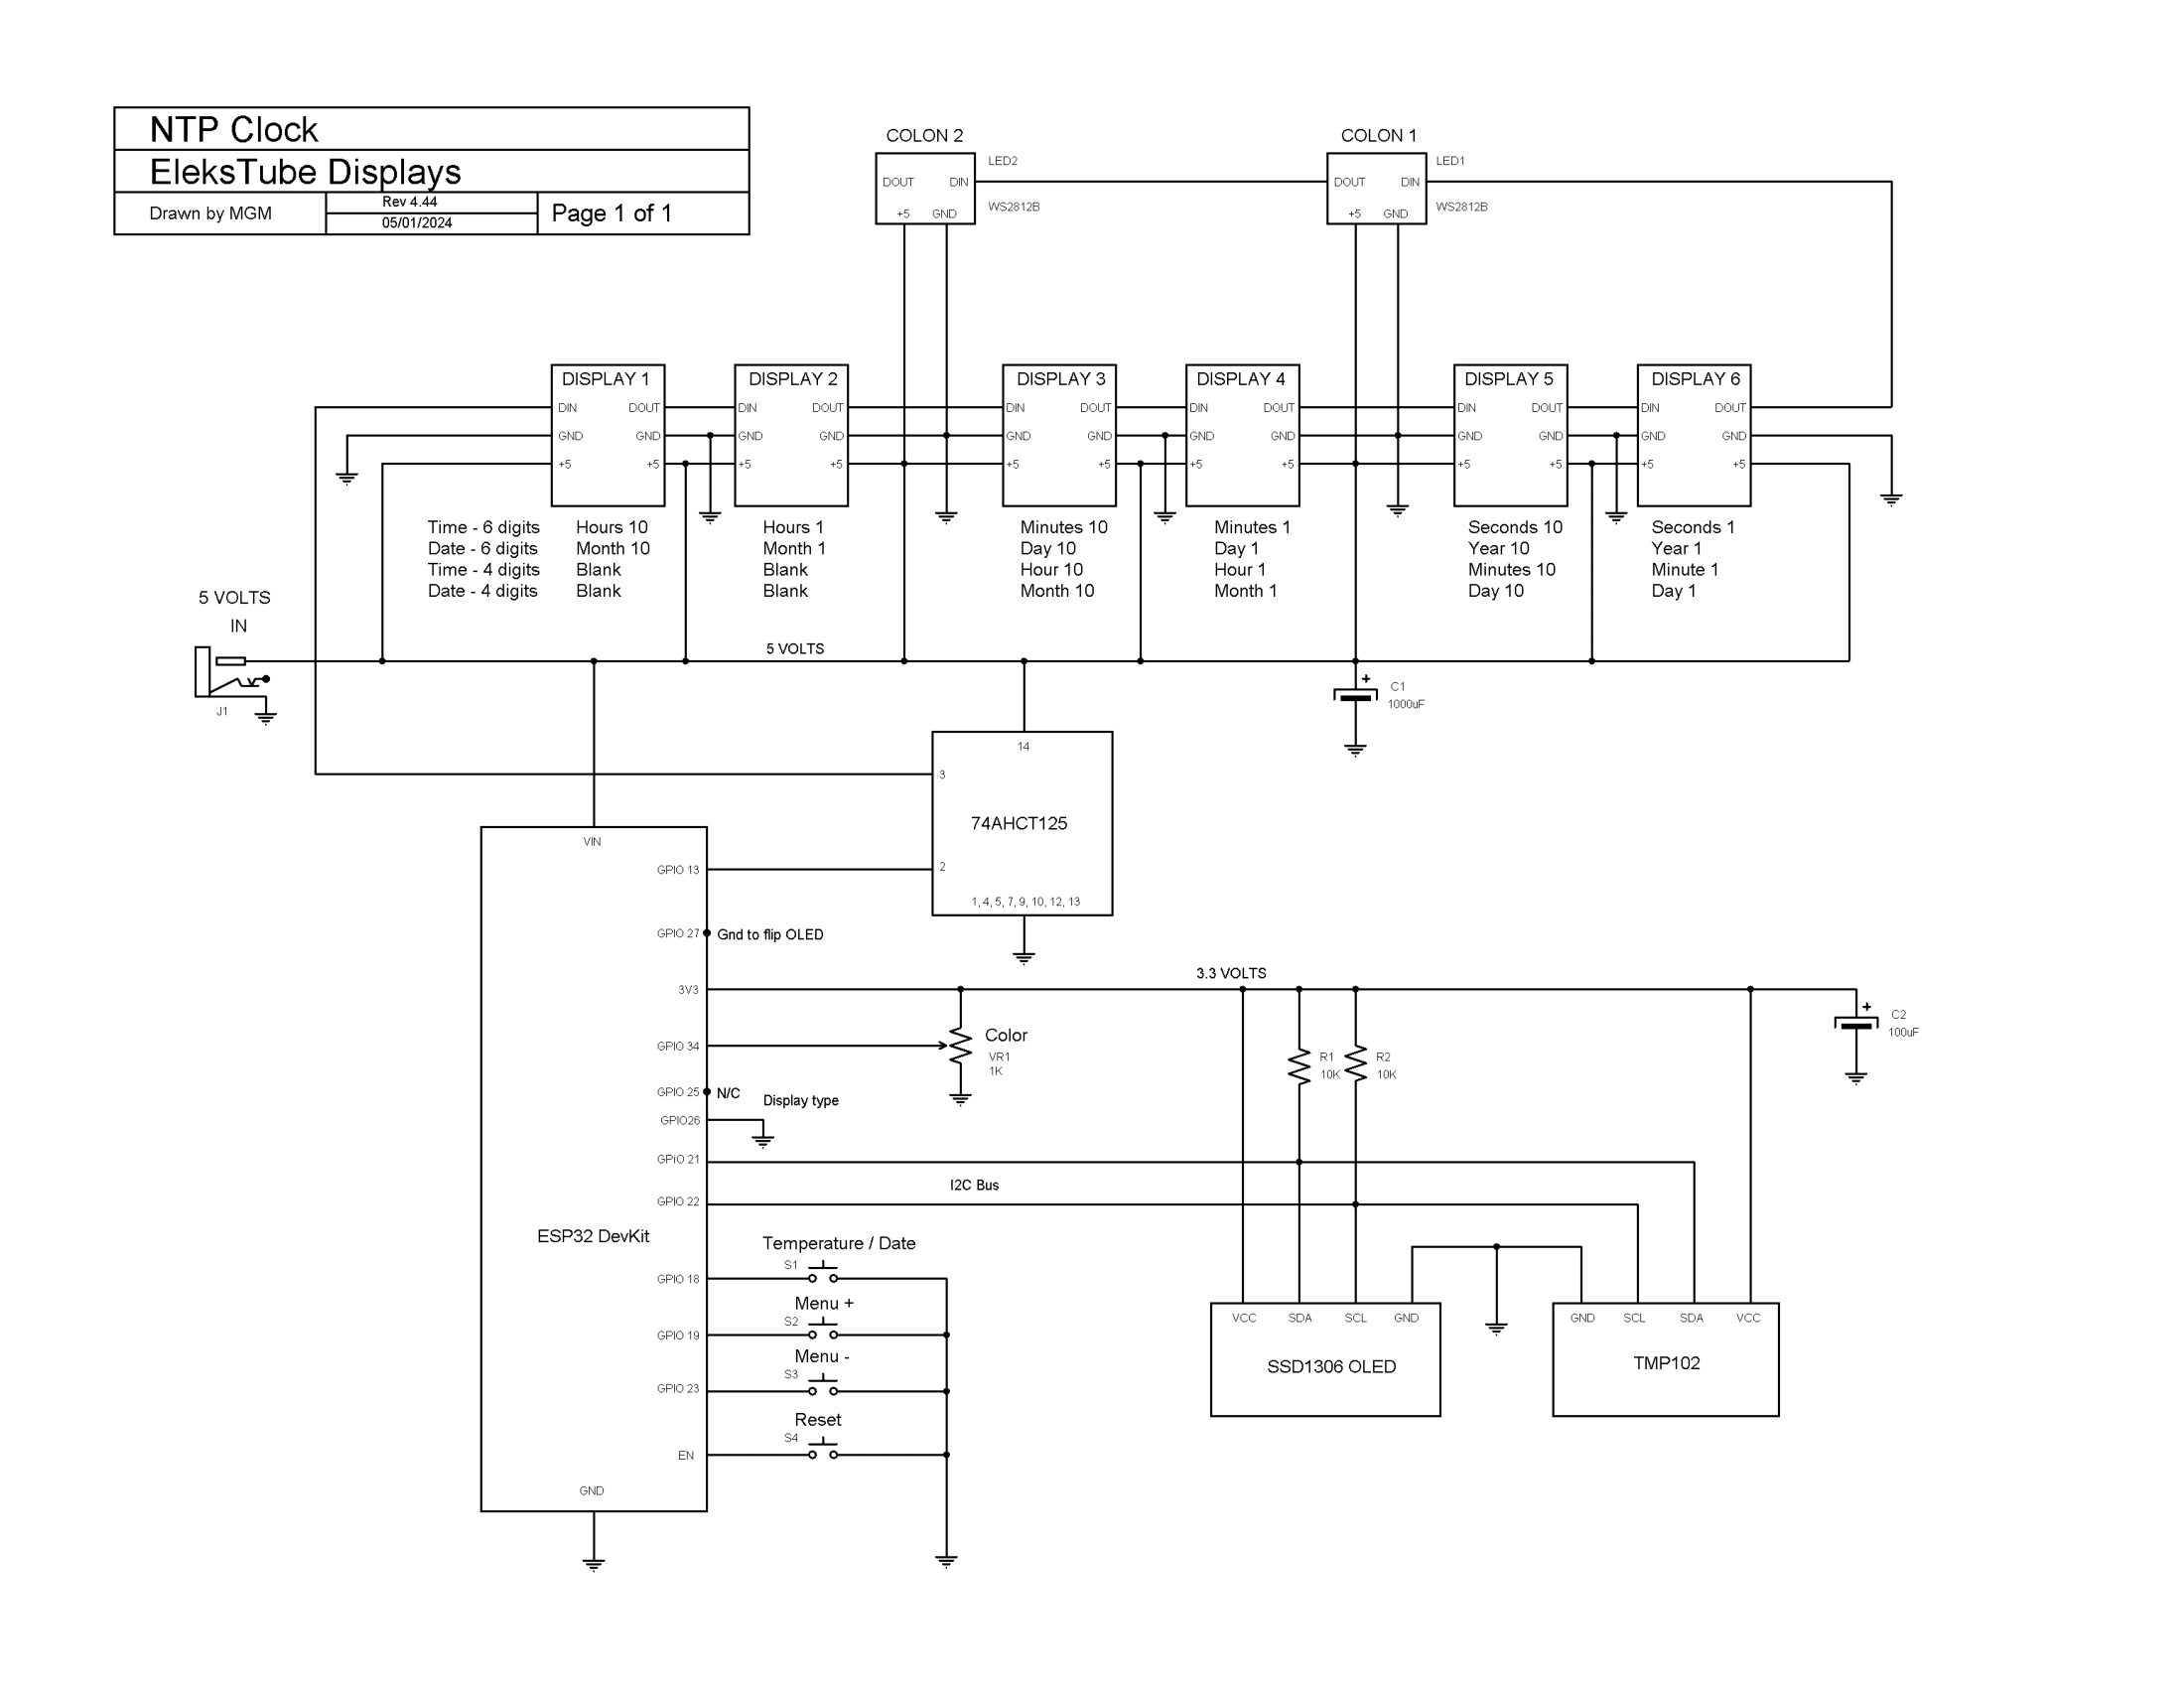 NTP Clock
EleksTube Displays
Drawn by MGM
Rev 4.44
05/01/2024
Page 1 of 1
COLON 2
LED2
DOUT DIN
WS2812B
+5 GND
COLON 1
LED1
DOUT DIN
WS2812B
+5 GND
DISPLAY 1
DIN DOUT
GND GND
+5 +5
DISPLAY 2
DIN DOUT
GND GND
+5 +5
DISPLAY 3
DIN DOUT
GND GND
+5 +5
DISPLAY 4
DIN DOUT
GND GND
+5 +5
DISPLAY 5
DIN DOUT
GND GND
+5 +5
DISPLAY 6
DIN DOUT
GND GND
+5 +5
Time - 6 digits Hours 10 Hours 1 Minutes 10 Minutes 1 Seconds 10 Seconds 1
Date - 6 digits Month 10 Month 1 Day 10 Day 1 Year 10 Year 1
Time - 4 digits Blank Blank Hour 10 Hour 1 Minutes 10 Minute 1
Date - 4 digits Blank Blank Month 10 Month 1 Day 10 Day 1
5 VOLTS
IN
J1
5 VOLTS
+
C1
1000uF
14
3
74AHCT125
2
1, 4, 5, 7, 9, 10, 12, 13
VIN
GPIO 13
GPIO 27 Gnd to flip OLED
3V3
3.3 VOLTS
GPIO 34
Color
VR1
1K
R1
10K
R2
10K
+
C2
100uF
GPIO 25 N/C
Display type
GPIO26
GPiO 21
I2C Bus
GPIO 22
ESP32 DevKit
Temperature / Date
S1
GPIO 18
Menu +
S2
GPIO 19
Menu -
S3
GPIO 23
Reset
S4
EN
GND
VCC SDA SCL GND
SSD1306 OLED
GND SCL SDA VCC
TMP102